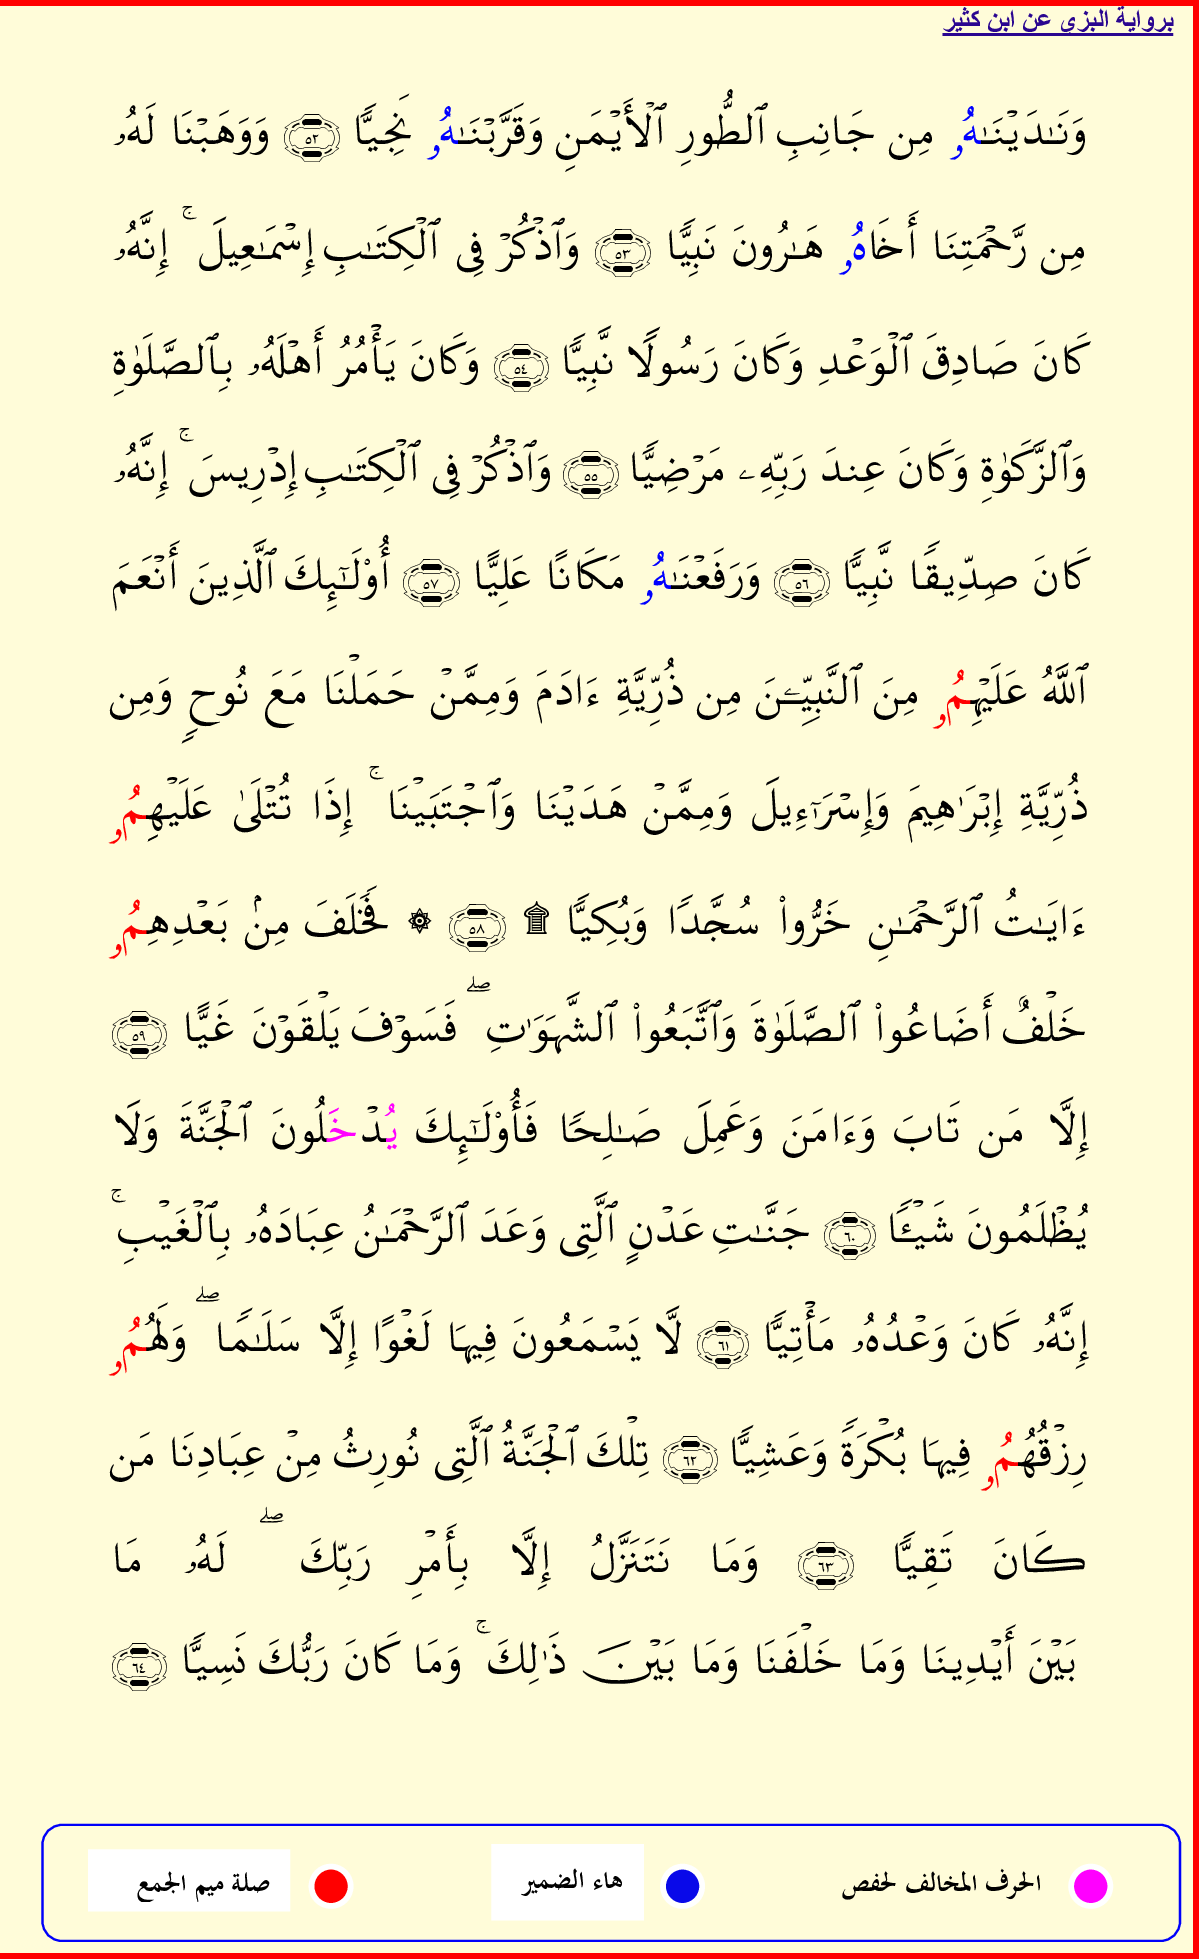 برواية البزي عن ابن كثير
وَنَٰدَيْنَٰهُۥ مِن جَانِبِ ٱلطُّورِ ٱلْأَيْمَنِ وَقَرَّبْنَٰهُۥ نَجِيًّا ٥٢ وَوَهَبْنَا لَهُۥ
مِن رَّحْمَتِنَا أَخَاهُۥ هَٰرُونَ نَبِيًّا ٥٣ وَٱذْكُرْ فِى ٱلْكِتَٰبِ إِسْمَٰعِيلَ ۚ إِنَّهُۥ
كَانَ صَادِقَ ٱلْوَعْدِ وَكَانَ رَسُولًا نَّبِيًّا ٥٤ وَكَانَ يَأْمُرُ أَهْلَهُۥ بِٱلصَّلَوٰةِ
وَٱلزَّكَوٰةِ وَكَانَ عِندَ رَبِّهِۦ مَرْضِيًّا ٥٥ وَٱذْكُرْ فِى ٱلْكِتَٰبِ إِدْرِيسَ ۚ إِنَّهُۥ
كَانَ صِدِّيقًا نَّبِيًّا ٥٦ وَرَفَعْنَٰهُۥ مَكَانًا عَلِيًّا ٥٧ أُوْلَٰٓئِكَ ٱلَّذِينَ أَنْعَمَ
ٱللَّهُ عَلَيْهِمُۥ مِنَ ٱلنَّبِيِّـۧنَ مِن ذُرِّيَّةِ ءَادَمَ وَمِمَّنْ حَمَلْنَا مَعَ نُوحٍ وَمِن
ذُرِّيَّةِ إِبْرَٰهِيمَ وَإِسْرَٰٓءِيلَ وَمِمَّنْ هَدَيْنَا وَٱجْتَبَيْنَا ۚ إِذَا تُتْلَىٰ عَلَيْهِمُۥ
ءَايَٰتُ ٱلرَّحْمَٰنِ خَرُّواْ سُجَّدًا وَبُكِيًّا ۩ ٥٨ ۞ فَخَلَفَ مِنۢ بَعْدِهِمُۥ
خَلْفٌ أَضَاعُواْ ٱلصَّلَوٰةَ وَٱتَّبَعُواْ ٱلشَّهَوَٰتِ ۖ فَسَوْفَ يَلْقَوْنَ غَيًّا ٥٩
إِلَّا مَن تَابَ وَءَامَنَ وَعَمِلَ صَٰلِحًا فَأُوْلَٰٓئِكَ يُدْخَلُونَ ٱلْجَنَّةَ وَلَا
يُظْلَمُونَ شَيْـًٔا ٦٠ جَنَّٰتِ عَدْنٍ ٱلَّتِى وَعَدَ ٱلرَّحْمَٰنُ عِبَادَهُۥ بِٱلْغَيْبِ ۚ
إِنَّهُۥ كَانَ وَعْدُهُۥ مَأْتِيًّا ٦١ لَّا يَسْمَعُونَ فِيهَا لَغْوًا إِلَّا سَلَٰمًا ۖ وَلَهُمُۥ
رِزْقُهُمُۥ فِيهَا بُكْرَةً وَعَشِيًّا ٦٢ تِلْكَ ٱلْجَنَّةُ ٱلَّتِى نُورِثُ مِنْ عِبَادِنَا مَن
كَانَ تَقِيًّا ٦٣ وَمَا نَتَنَزَّلُ إِلَّا بِأَمْرِ رَبِّكَ ۖ لَهُۥ مَا
بَيْنَ أَيْدِينَا وَمَا خَلْفَنَا وَمَا بَيْنَ ذَٰلِكَ ۚ وَمَا كَانَ رَبُّكَ نَسِيًّا ٦٤
الحرف المخالف لحفص هاء الضمير صلة ميم الجمع